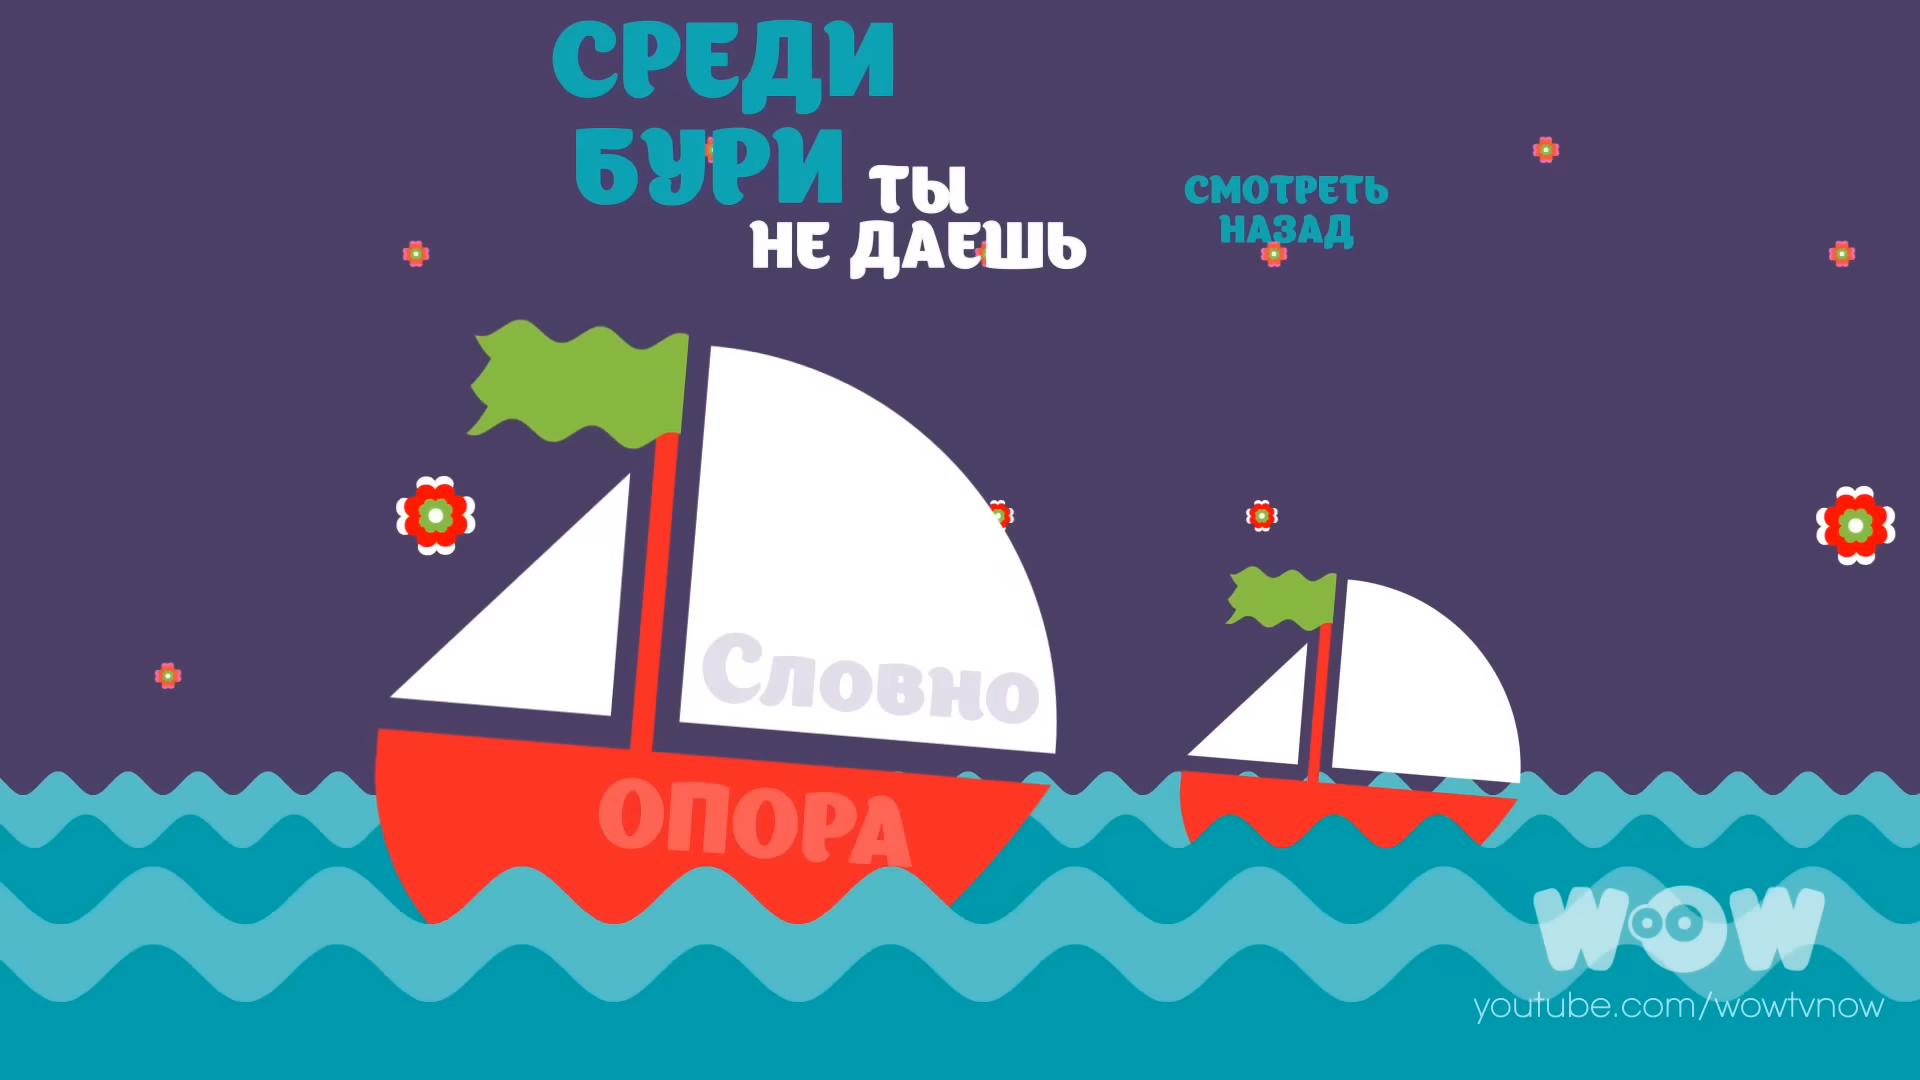 СРЕДИ
БУРИ
ТЫ
НЕ ДАЕШЬ
СМОТРЕТЬ
НАЗАД
Словно
ОПОРА
WOW
youtube.com/wowtvnow